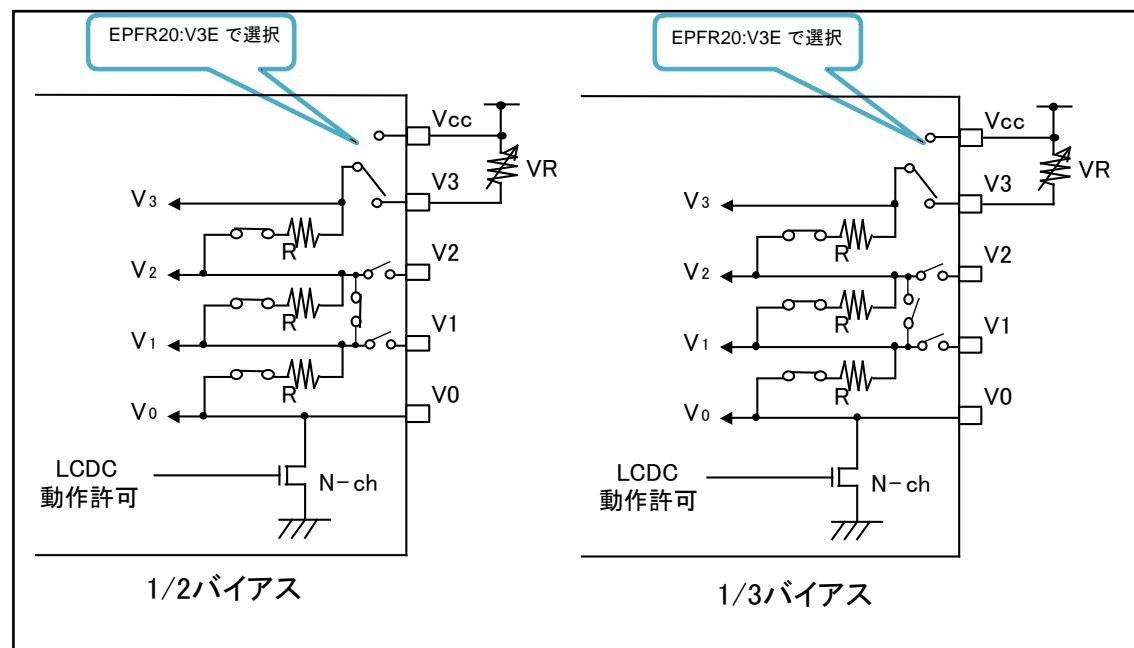 EPFR20:V3E で選択
Vcc
VR
V3
V3
R
V2
V2
R
V1
V1
R
V0
V0
LCDC
動作許可
N-ch
1/2バイアス
EPFR20:V3E で選択
Vcc
VR
V3
V3
R
V2
V2
R
V1
V1
R
V0
V0
LCDC
動作許可
N-ch
1/3バイアス